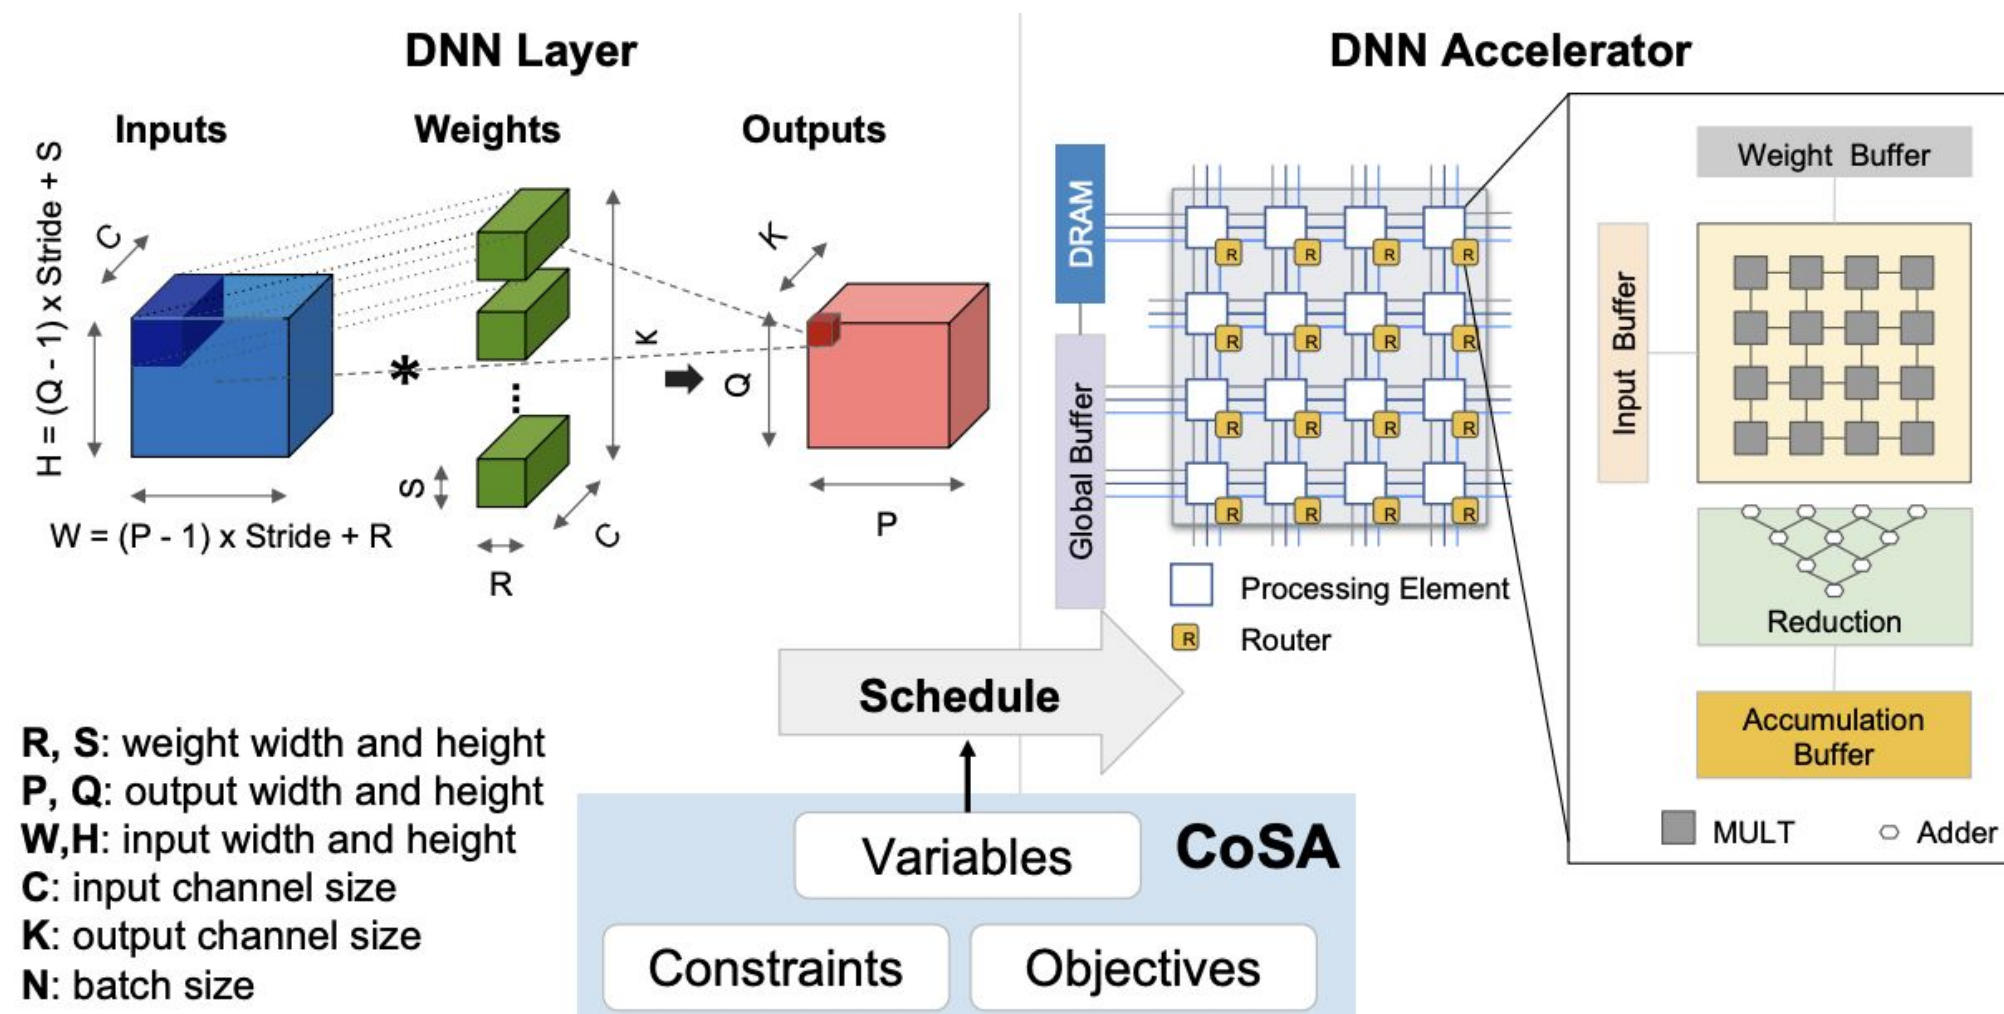 DNN Layer
Inputs
Weights
Outputs
H = (Q - 1) x Stride + S
C
K
K
Q
S
C
W = (P - 1) x Stride + R
R
P
*
...
DNN Accelerator
DRAM
Global Buffer
R R R R
R R R R
R R R R
R R R R
Processing Element
R Router
Weight Buffer
Input Buffer
Reduction
Accumulation
Buffer
MULT
Adder
Schedule
R, S: weight width and height
P, Q: output width and height
W,H: input width and height
C: input channel size
K: output channel size
N: batch size
Variables
CoSA
Constraints
Objectives